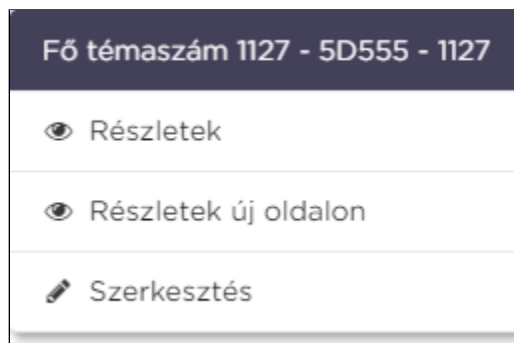 Fő témaszám 1127 - 5D555 - 1127
Részletek
Részletek új oldalon
Szerkesztés